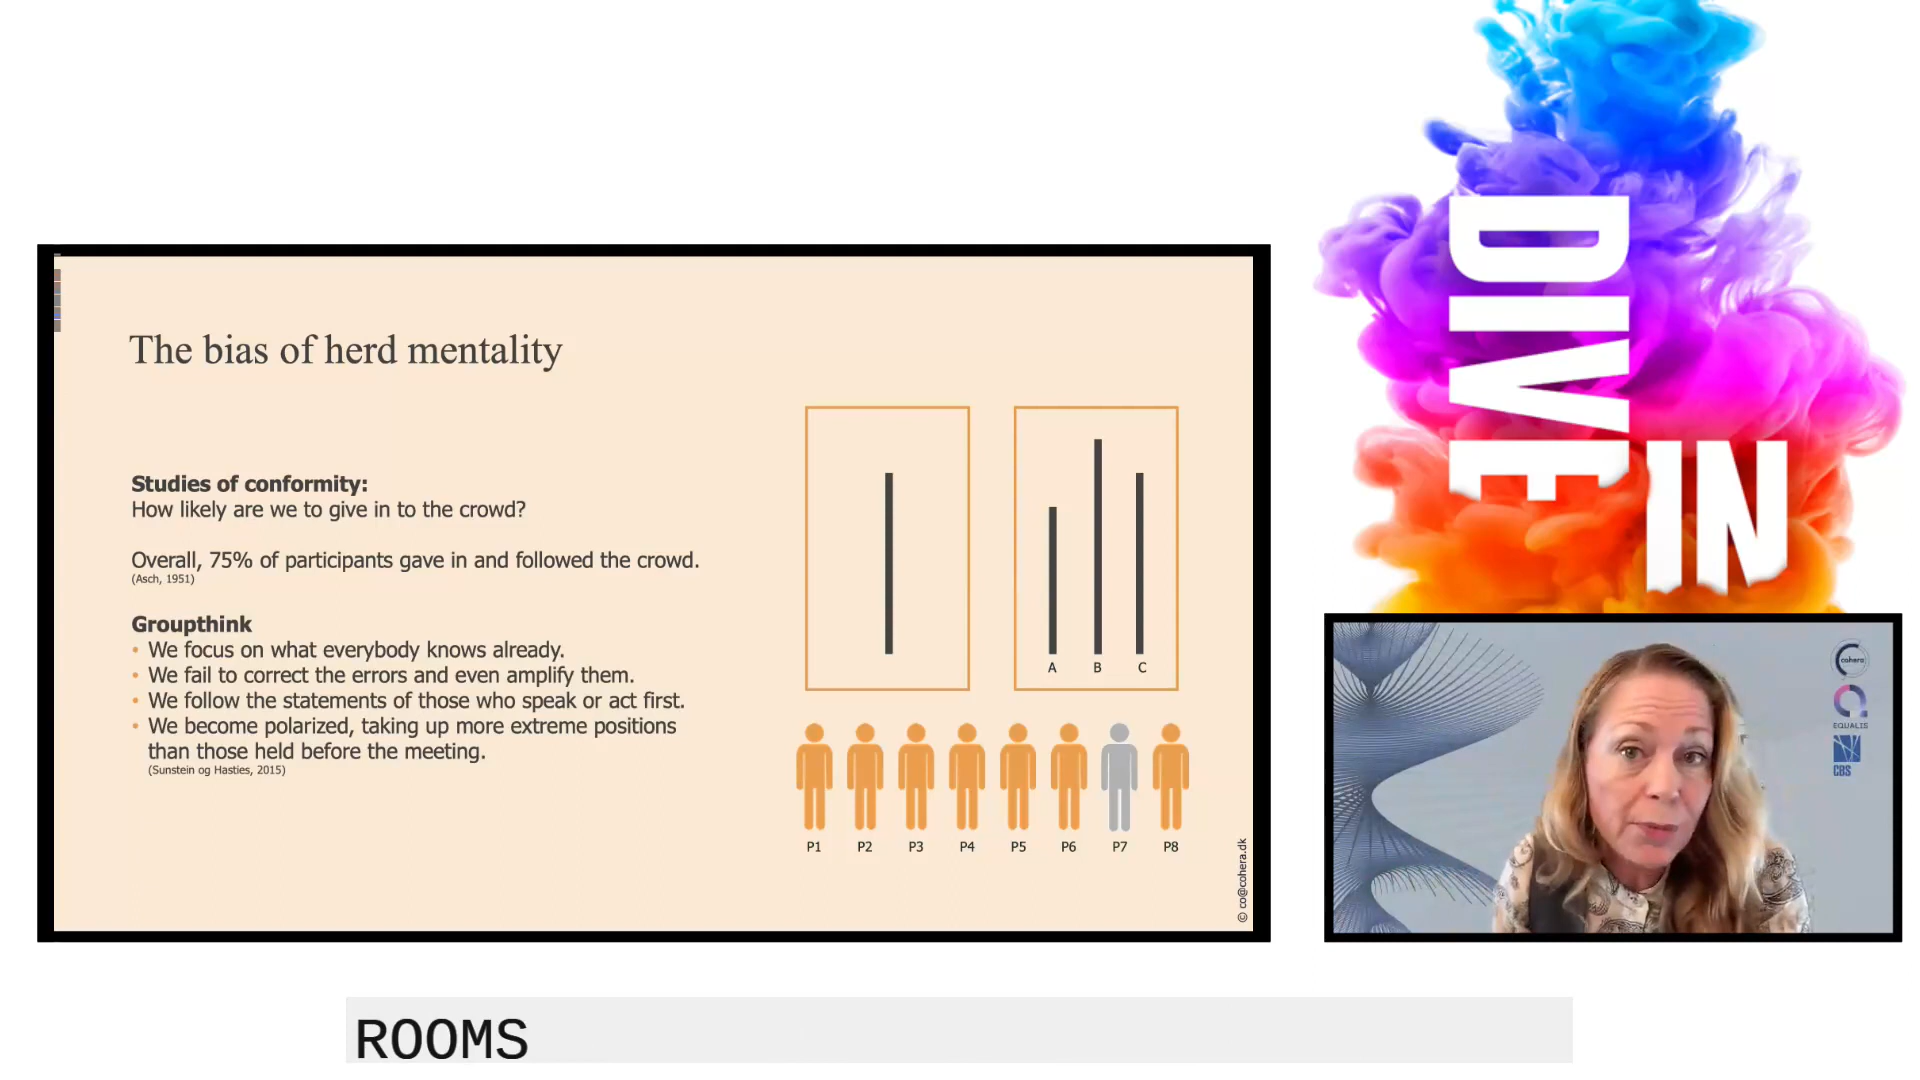 The bias of herd mentality
Studies of conformity:
How likely are we to give in to the crowd?
Overall, 75% of participants gave in and followed the crowd.
(Asch, 1951)
Groupthink
• We focus on what everybody knows already.
• We fail to correct the errors and even amplify them.
• We follow the statements of those who speak or act first.
• We become polarized, taking up more extreme positions
than those held before the meeting.
(Sunstein og Hasties, 2015)
A B C
P1 P2 P3 P4 P5 P6 P7 P8
© co@cohera.dk
DIVE
IN
cohera
EQUALIS
CBS
ROOMS